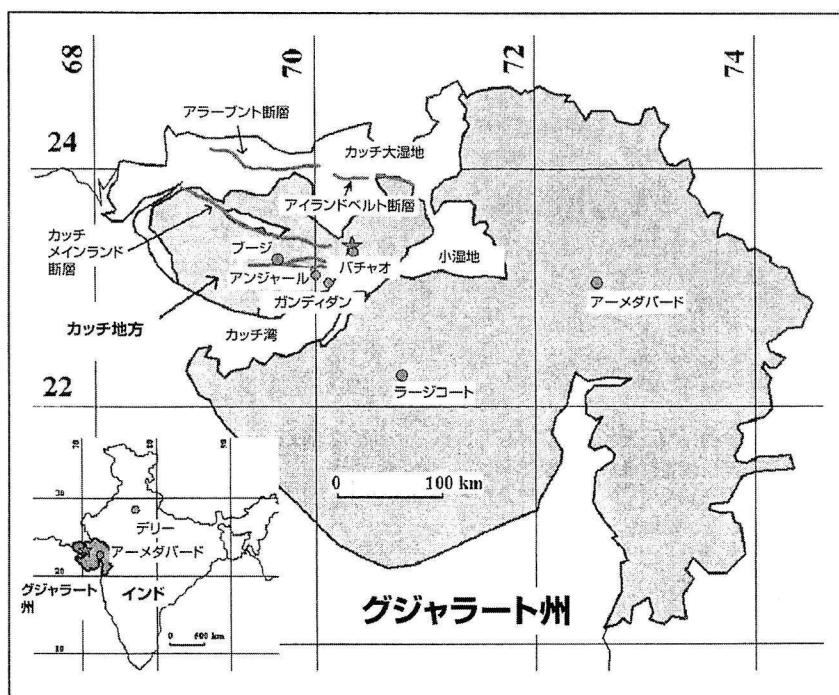 68
70
72
74
アラーブント断層
24
カッチ大湿地
アイランドベルト断層
カッチ
メインランド
断層
ブージ
バチャオ
小湿地
アンジャール
ガンディダン
アーメダバード
カッチ地方
カッチ湾
22
ラージコート
0 100 km
70
80
90
30
デリー
アーメダバード
20
グジャラート
州
インド
0 500 km
10
グジャラート州